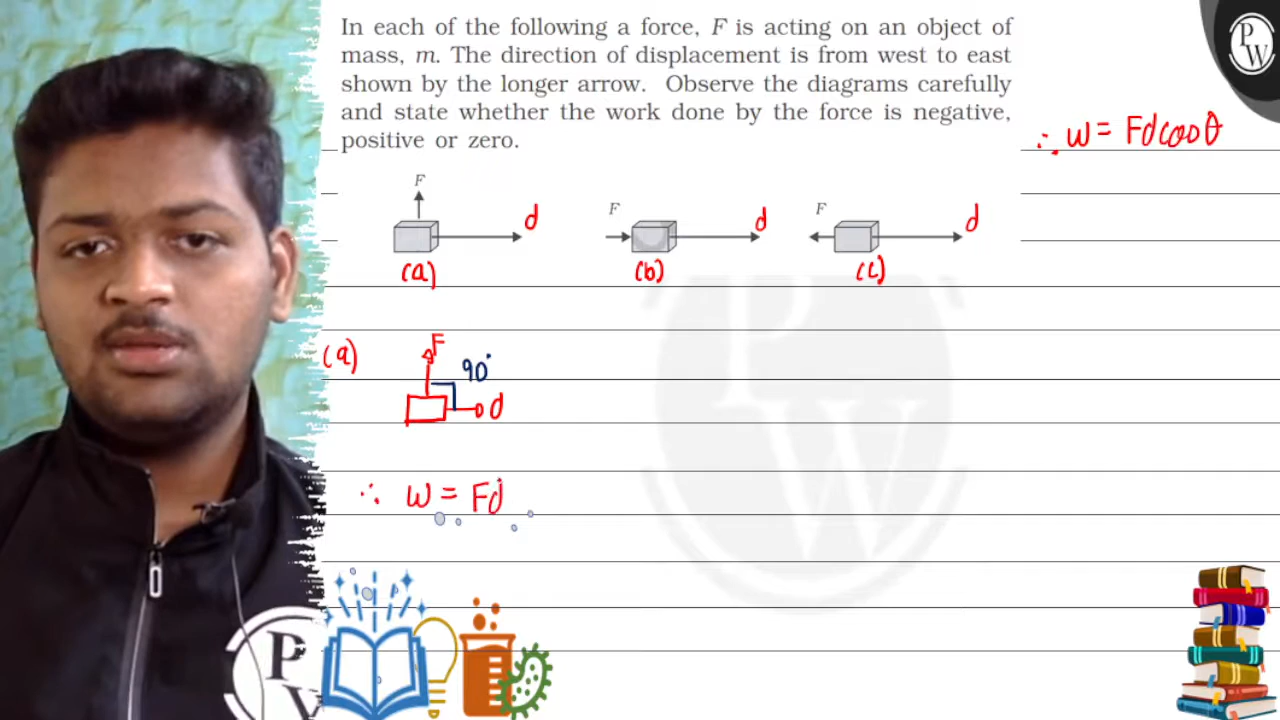 In each of the following a force, F is acting on an object of
mass, m. The direction of displacement is from west to east
shown by the longer arrow. Observe the diagrams carefully
and state whether the work done by the force is negative,
positive or zero.
∴ W = Fd cosθ
F
d
(a)
F
d
(b)
F
d
(c)
(a)
F
90°
d
∴ W = Fd
P W
P W
P W